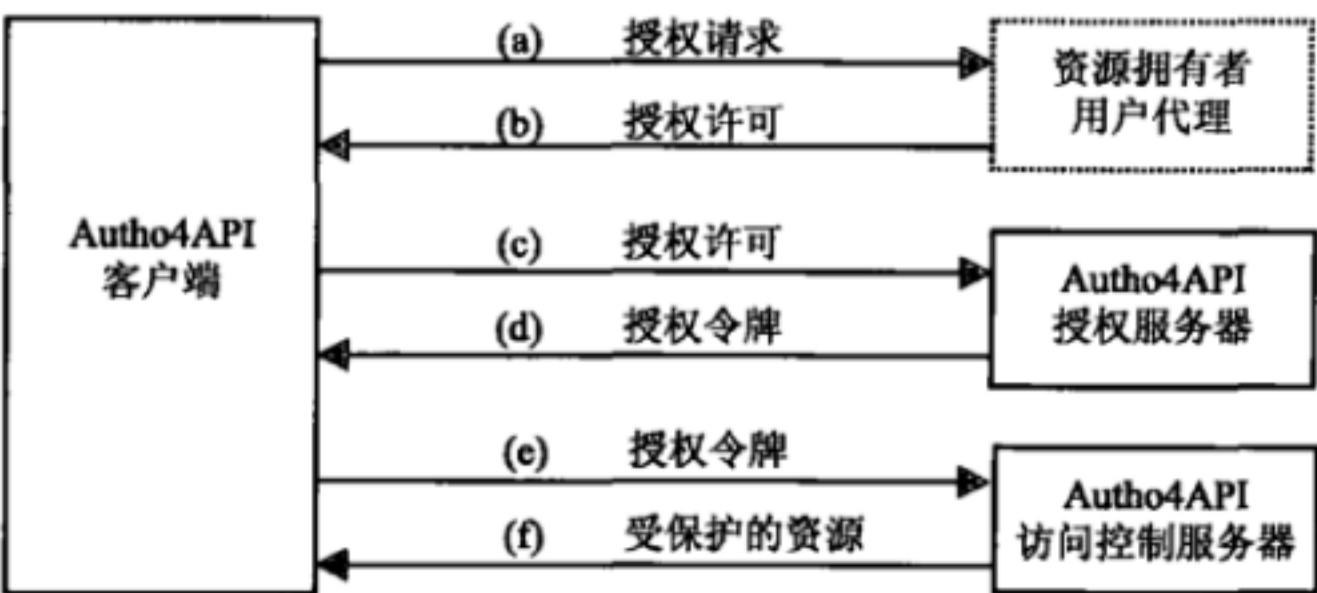 (a) 授权请求
资源拥有者
用户代理
(b) 授权许可
Autho4API
客户端
(c) 授权许可
Autho4API
授权服务器
(d) 授权令牌
(e) 授权令牌
Autho4API
访问控制服务器
(f) 受保护的资源